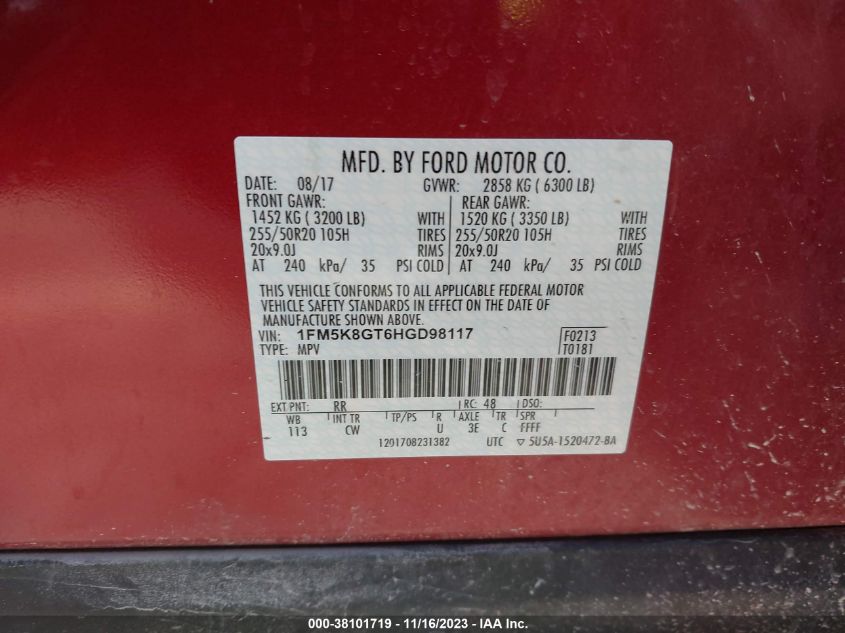 MFD. BY FORD MOTOR CO.
DATE: 08/17 GVWR: 2858 KG ( 6300 LB)
FRONT GAWR: REAR GAWR:
1452 KG ( 3200 LB) WITH 1520 KG ( 3350 LB) WITH
255/50R20 105H TIRES 255/50R20 105H TIRES
20x9.0J RIMS 20x9.0J RIMS
AT 240 kPa/ 35 PSI COLD AT 240 kPa/ 35 PSI COLD
THIS VEHICLE CONFORMS TO ALL APPLICABLE FEDERAL MOTOR
VEHICLE SAFETY STANDARDS IN EFFECT ON THE DATE OF
MANUFACTURE SHOWN ABOVE.
VIN: 1FM5K8GT6HGD98117 F0213
TYPE: MPV T0181
EXT PNT: RR RC: 48 DSO:
WB INT TR TP/PS R AXLE TR SPR
113 CW U 3E C FFFF
1201708231382 UTC ▽ 5U5A-1520472-BA
000-38101719 - 11/16/2023 - IAA Inc.